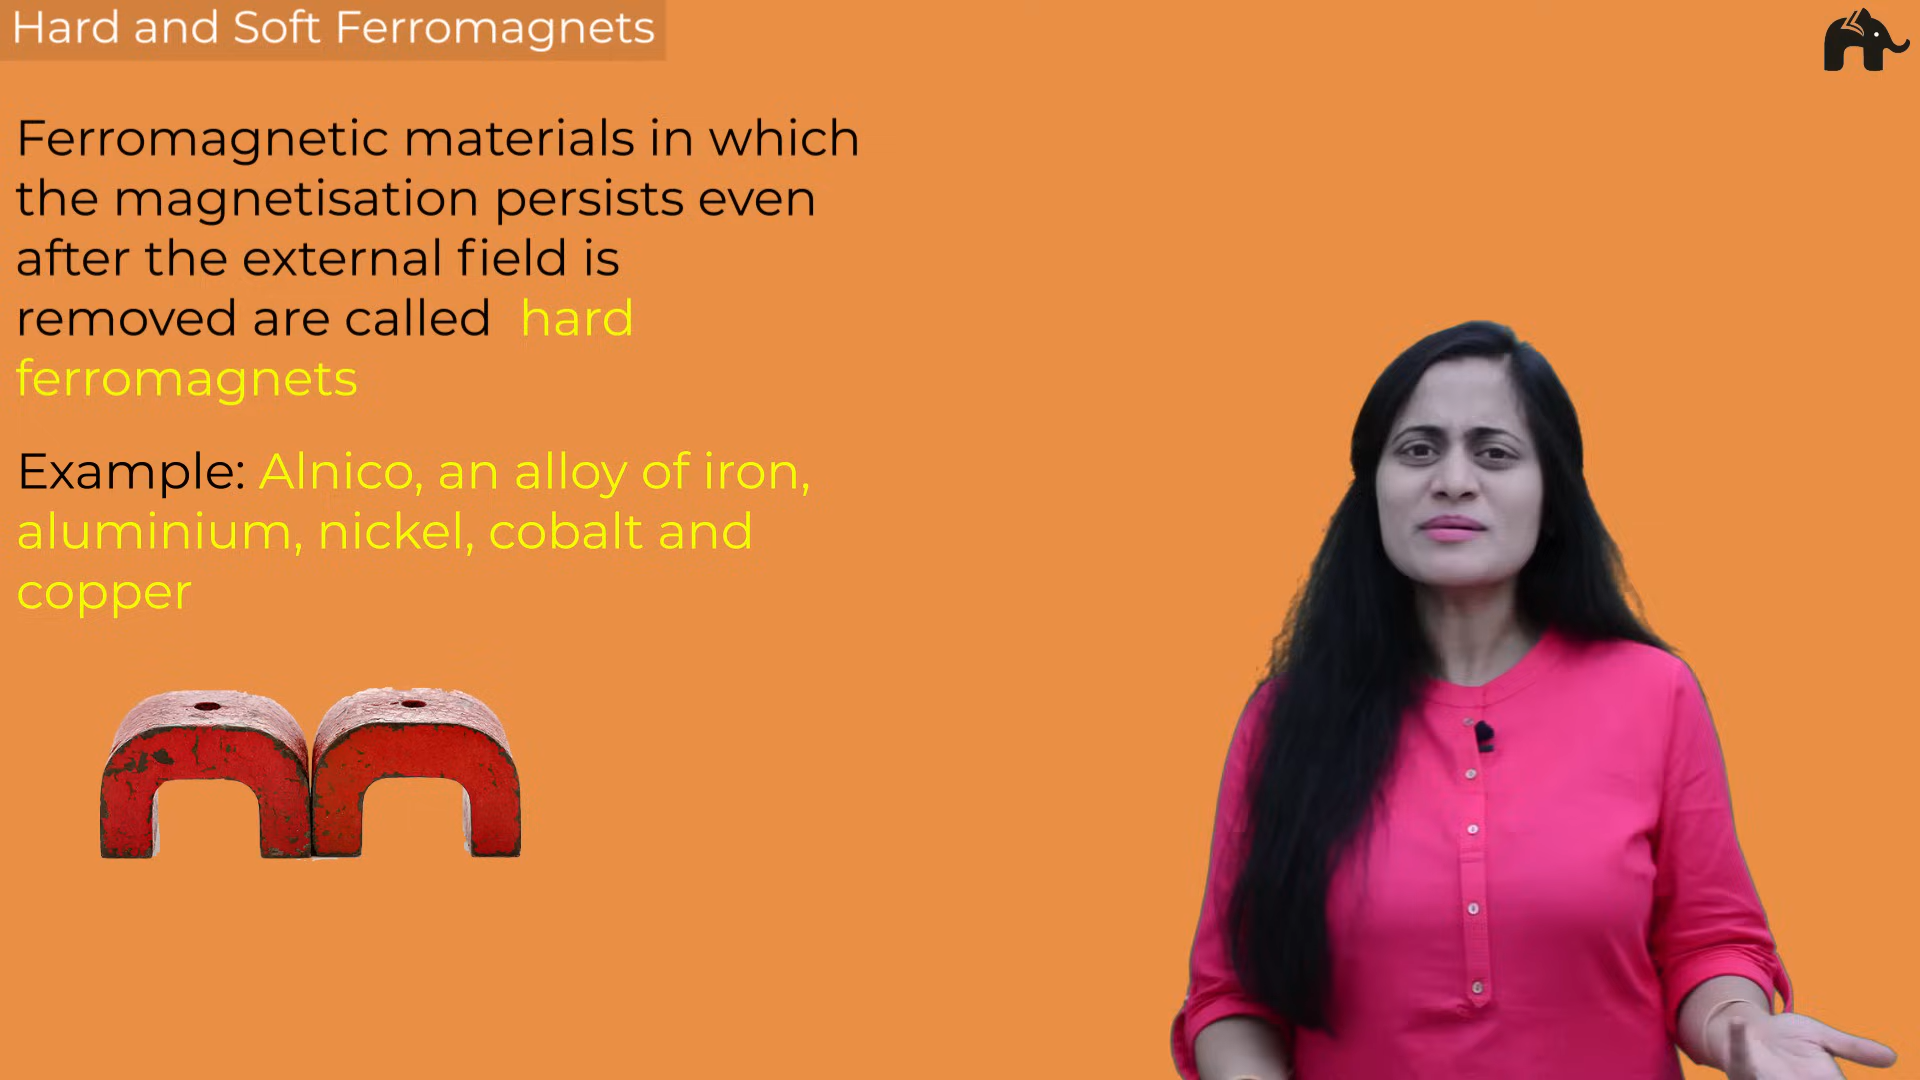 Hard and Soft Ferromagnets
Ferromagnetic materials in which
the magnetisation persists even
after the external field is
removed are called hard
ferromagnets
Example: Alnico, an alloy of iron,
aluminium, nickel, cobalt and
copper